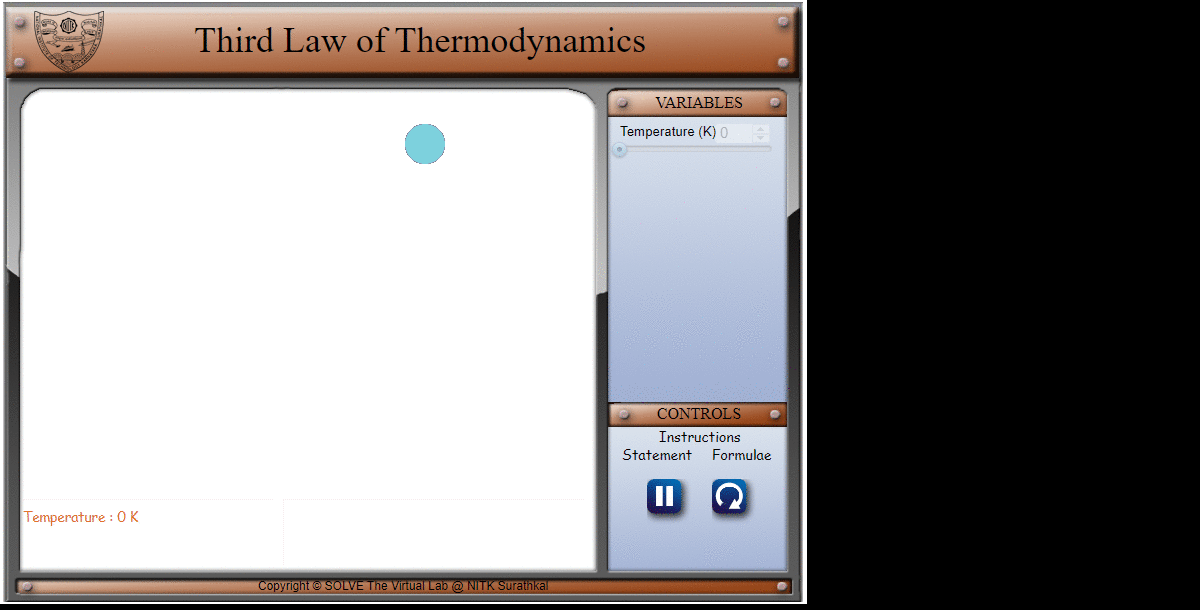 Third Law of Thermodynamics
VARIABLES
Temperature (K) 0
CONTROLS
Instructions
Statement Formulae
Temperature : 0 K
Copyright © SOLVE The Virtual Lab @ NITK Surathkal